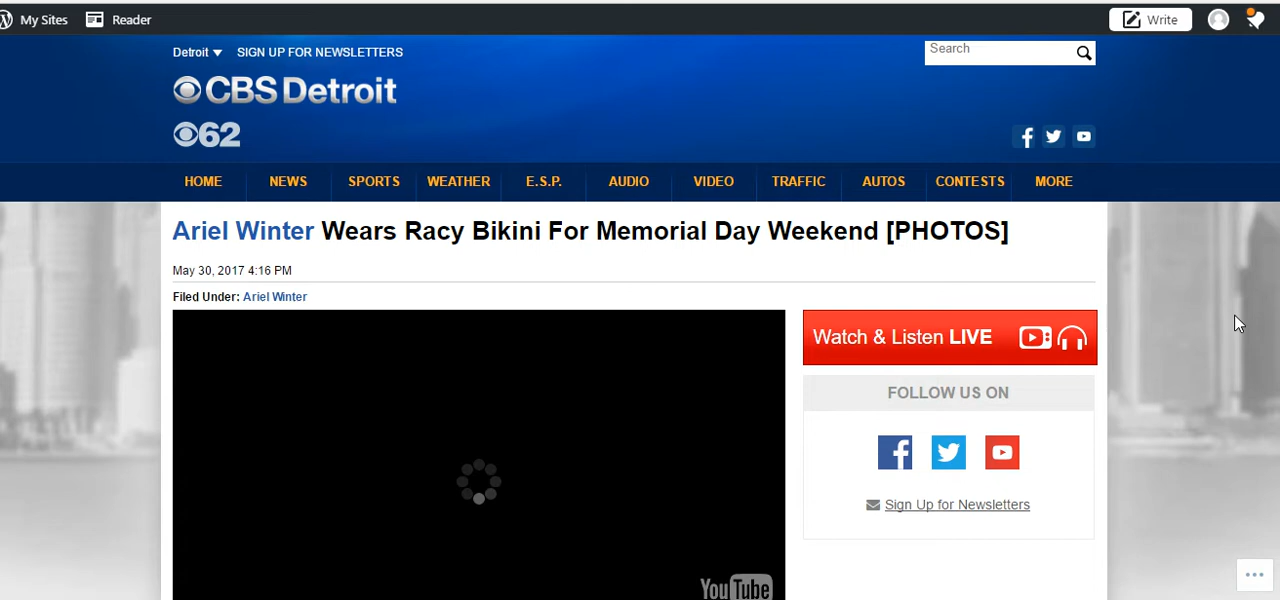 My Sites Reader Write
Detroit SIGN UP FOR NEWSLETTERS Search
CBS Detroit
62
HOME NEWS SPORTS WEATHER E.S.P. AUDIO VIDEO TRAFFIC AUTOS CONTESTS MORE
Ariel Winter Wears Racy Bikini For Memorial Day Weekend [PHOTOS]
May 30, 2017 4:16 PM
Filed Under: Ariel Winter
Watch & Listen LIVE
FOLLOW US ON
Sign Up for Newsletters
YouTube